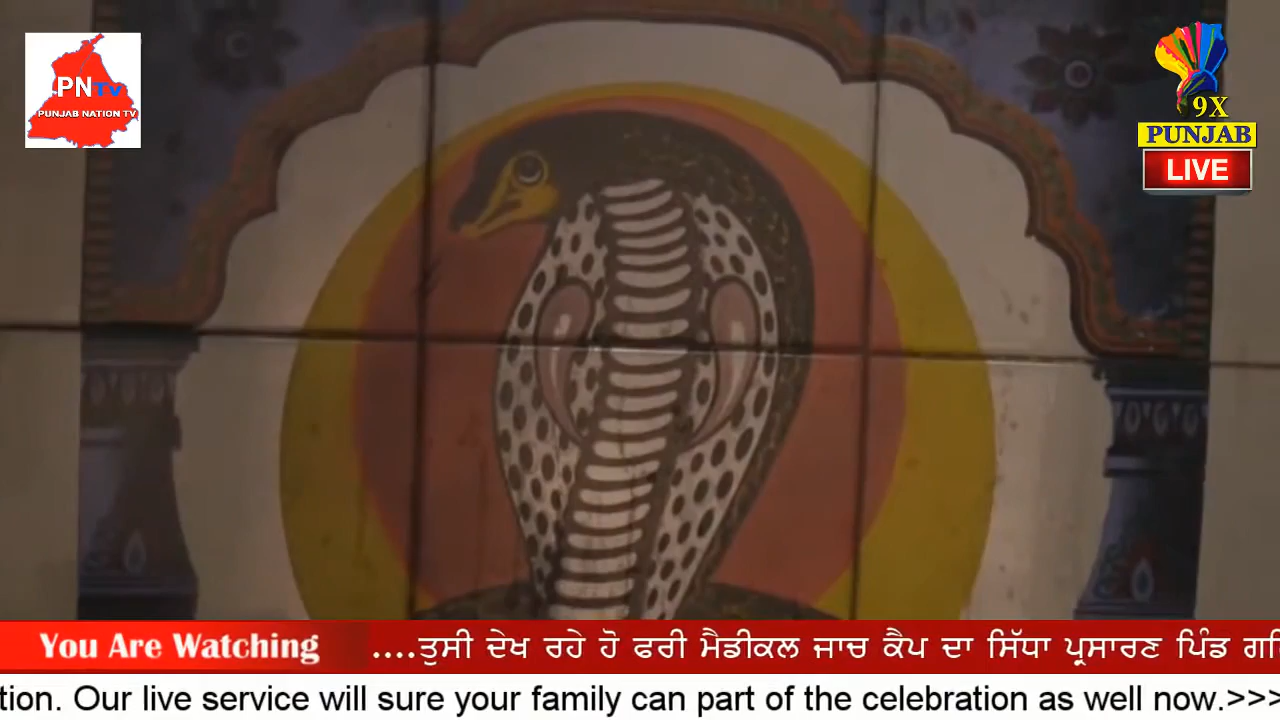 PNTV
PUNJAB NATION TV
9X
PUNJAB
LIVE
You Are Watching
....ਤੁਸੀ ਦੇਖ ਰਹੇ ਹੋ ਫਰੀ ਮੈਡੀਕਲ ਜਾਚ ਕੈਪ ਦਾ ਸਿੱਧਾ ਪ੍ਰਸਾਰਣ ਪਿੰਡ
tion. Our live service will sure your family can part of the celebration as well now.>>>